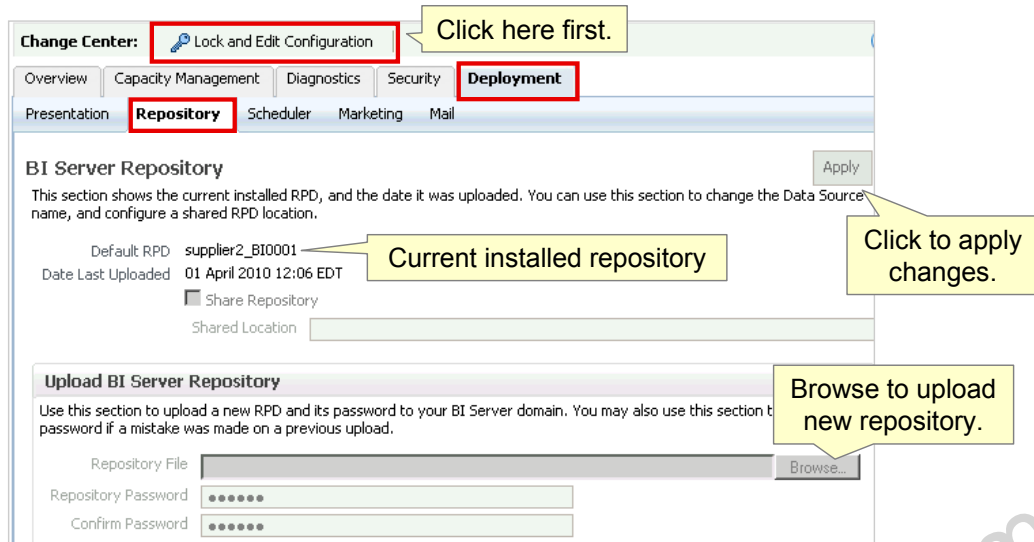 Click here first.
Change Center: Lock and Edit Configuration
Overview Capacity Management Diagnostics Security Deployment
Presentation Repository Scheduler Marketing Mail
BI Server Repository
Apply
This section shows the current installed RPD, and the date it was uploaded. You can use this section to change the Data Source
name, and configure a shared RPD location.
Click to apply
changes.
Default RPD supplier2_BI0001
Current installed repository
Date Last Uploaded 01 April 2010 12:06 EDT
Share Repository
Shared Location
Upload BI Server Repository
Browse to upload
new repository.
Use this section to upload a new RPD and its password to your BI Server domain. You may also use this section t
password if a mistake was made on a previous upload.
Repository File Browse...
Repository Password ●●●●●●
Confirm Password ●●●●●●